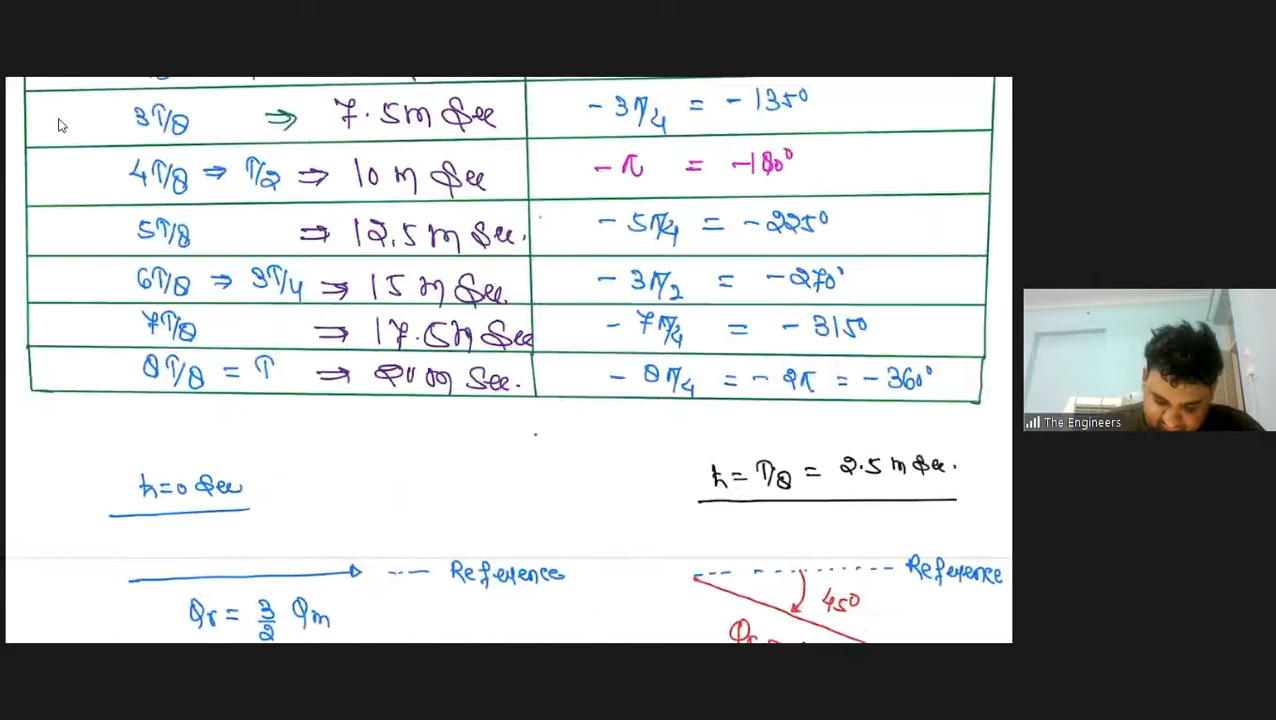 3T/8 ⇒ 7.5 m Sec - 3π/4 = - 135°
4T/8 ⇒ T/2 ⇒ 10 m Sec - π = -180°
5T/8 ⇒ 12.5 m Sec. - 5π/4 = - 225°
6T/8 ⇒ 3T/4 ⇒ 15 m Sec. - 3π/2 = - 270°
7T/8 ⇒ 17.5 m Sec - 7π/4 = - 315°
8T/8 = T ⇒ 20 m Sec. - 8π/4 = - 2π = - 360°
t = 0 Sec
t = T/8 = 2.5 m Sec.
Reference
Reference
45°
Φr = 3/2 Φm
The Engineers